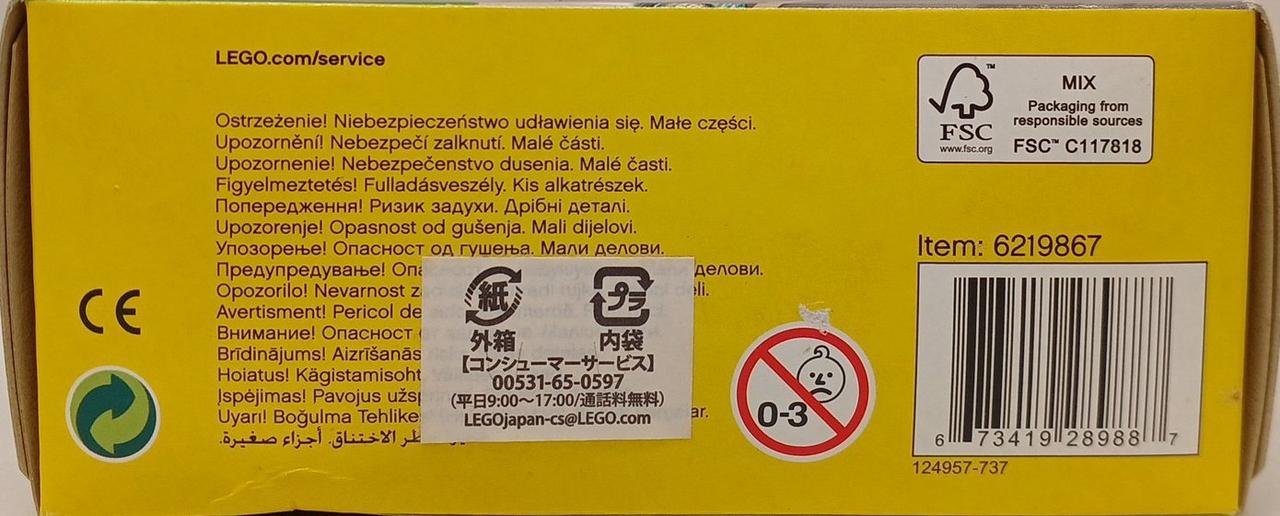 LEGO.com/service
Ostrzeżenie! Niebezpieczeństwo udławienia się. Małe części.
Upozornění! Nebezpečí zalknutí. Malé části.
Upozornenie! Nebezpečenstvo dusenia. Malé časti.
Figyelmeztetés! Fulladásveszély. Kis alkatrészek.
Попередження! Ризик задухи. Дрібні деталі.
Upozorenje! Opasnost od gušenja. Mali dijelovi.
Упозорење! Опасност од гушења. Мали делови.
Предупредување! делови.
Opozorilo! Nevarnost deli.
Avertisment! Pericol de
Внимание! Опасност
Brīdinājums! Aizrīšanās
Hoiatus! Kägistamisoht.
Įspėjimas! Pavojus
Uyarı! Boğulma
الاختناق. أجزاء صغيرة.
紙 プラ
外箱 内袋
【コンシューマーサービス】
00531-65-0597
(平日9:00～17:00/通話料無料)
LEGOjapan-cs@LEGO.com
CE
0-3
FSC™
www.fsc.org
MIX
Packaging from
responsible sources
FSC™ C117818
Item: 6219867
6 73419 28988 7
124957-737